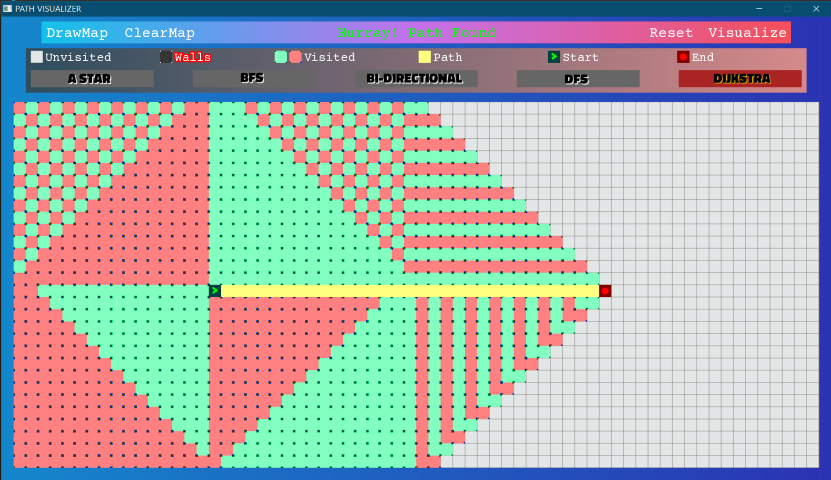 PATH VISUALIZER
DrawMap ClearMap Hurray! Path Found Reset Visualize
Unvisited Walls Visited Path Start End
A STAR BFS BI-DIRECTIONAL DFS DIJKSTRA